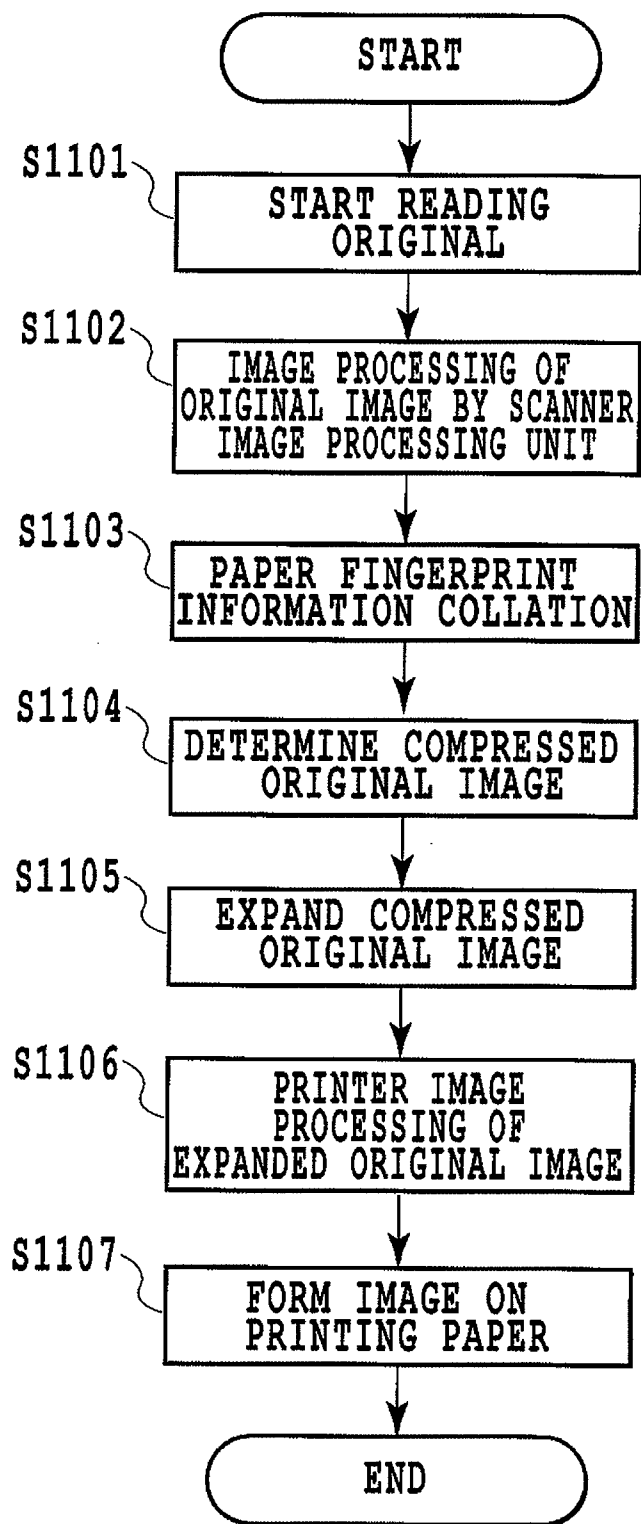 START
S1101
START READING
ORIGINAL
S1102
IMAGE PROCESSING OF
ORIGINAL IMAGE BY SCANNER
IMAGE PROCESSING UNIT
S1103
PAPER FINGERPRINT
INFORMATION COLLATION
S1104
DETERMINE COMPRESSED
ORIGINAL IMAGE
S1105
EXPAND COMPRESSED
ORIGINAL IMAGE
S1106
PRINTER IMAGE
PROCESSING OF
EXPANDED ORIGINAL IMAGE
S1107
FORM IMAGE ON
PRINTING PAPER
END